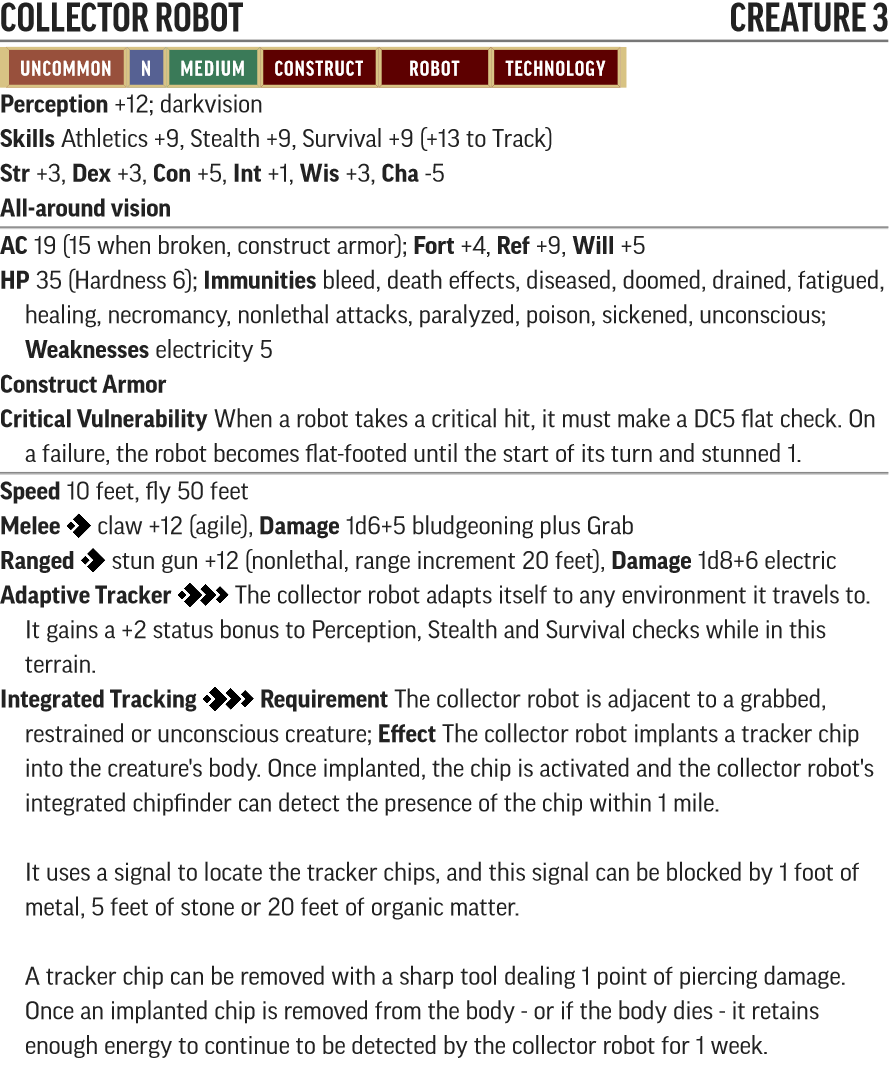 COLLECTOR ROBOT CREATURE 3
UNCOMMON N MEDIUM CONSTRUCT ROBOT TECHNOLOGY
Perception +12; darkvision
Skills Athletics +9, Stealth +9, Survival +9 (+13 to Track)
Str +3, Dex +3, Con +5, Int +1, Wis +3, Cha -5
All-around vision
AC 19 (15 when broken, construct armor); Fort +4, Ref +9, Will +5
HP 35 (Hardness 6); Immunities bleed, death effects, diseased, doomed, drained, fatigued,
healing, necromancy, nonlethal attacks, paralyzed, poison, sickened, unconscious;
Weaknesses electricity 5
Construct Armor
Critical Vulnerability When a robot takes a critical hit, it must make a DC5 flat check. On
a failure, the robot becomes flat-footed until the start of its turn and stunned 1.
Speed 10 feet, fly 50 feet
Melee claw +12 (agile), Damage 1d6+5 bludgeoning plus Grab
Ranged stun gun +12 (nonlethal, range increment 20 feet), Damage 1d8+6 electric
Adaptive Tracker The collector robot adapts itself to any environment it travels to.
It gains a +2 status bonus to Perception, Stealth and Survival checks while in this
terrain.
Integrated Tracking Requirement The collector robot is adjacent to a grabbed,
restrained or unconscious creature; Effect The collector robot implants a tracker chip
into the creature's body. Once implanted, the chip is activated and the collector robot's
integrated chipfinder can detect the presence of the chip within 1 mile.
It uses a signal to locate the tracker chips, and this signal can be blocked by 1 foot of
metal, 5 feet of stone or 20 feet of organic matter.
A tracker chip can be removed with a sharp tool dealing 1 point of piercing damage.
Once an implanted chip is removed from the body - or if the body dies - it retains
enough energy to continue to be detected by the collector robot for 1 week.